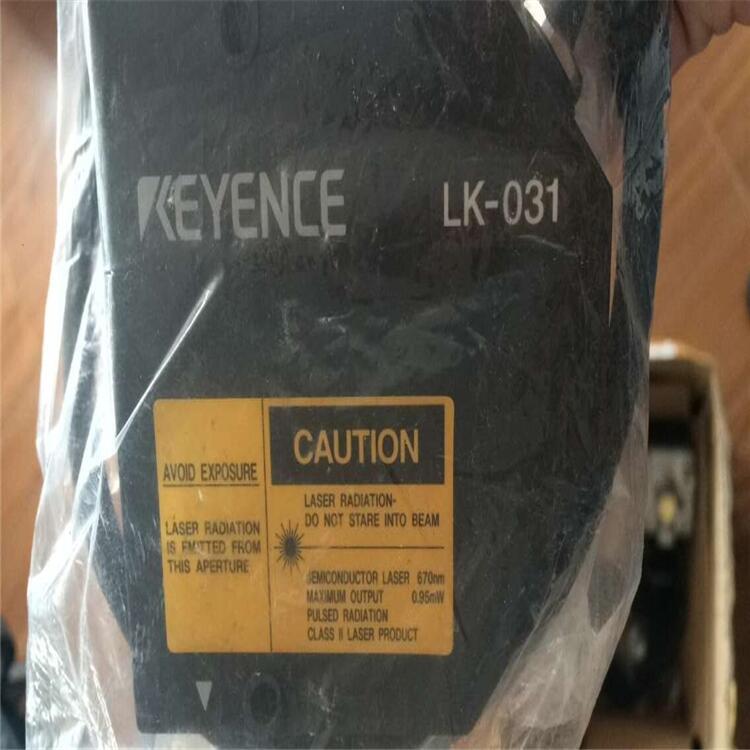 KEYENCE LK-031
AVOID EXPOSURE
LASER RADIATION
IS EMITTED FROM
THIS APERTURE
CAUTION
LASER RADIATION-
DO NOT STARE INTO BEAM
SEMICONDUCTOR LASER 670nm
MAXIMUM OUTPUT 0.95mW
PULSED RADIATION
CLASS II LASER PRODUCT